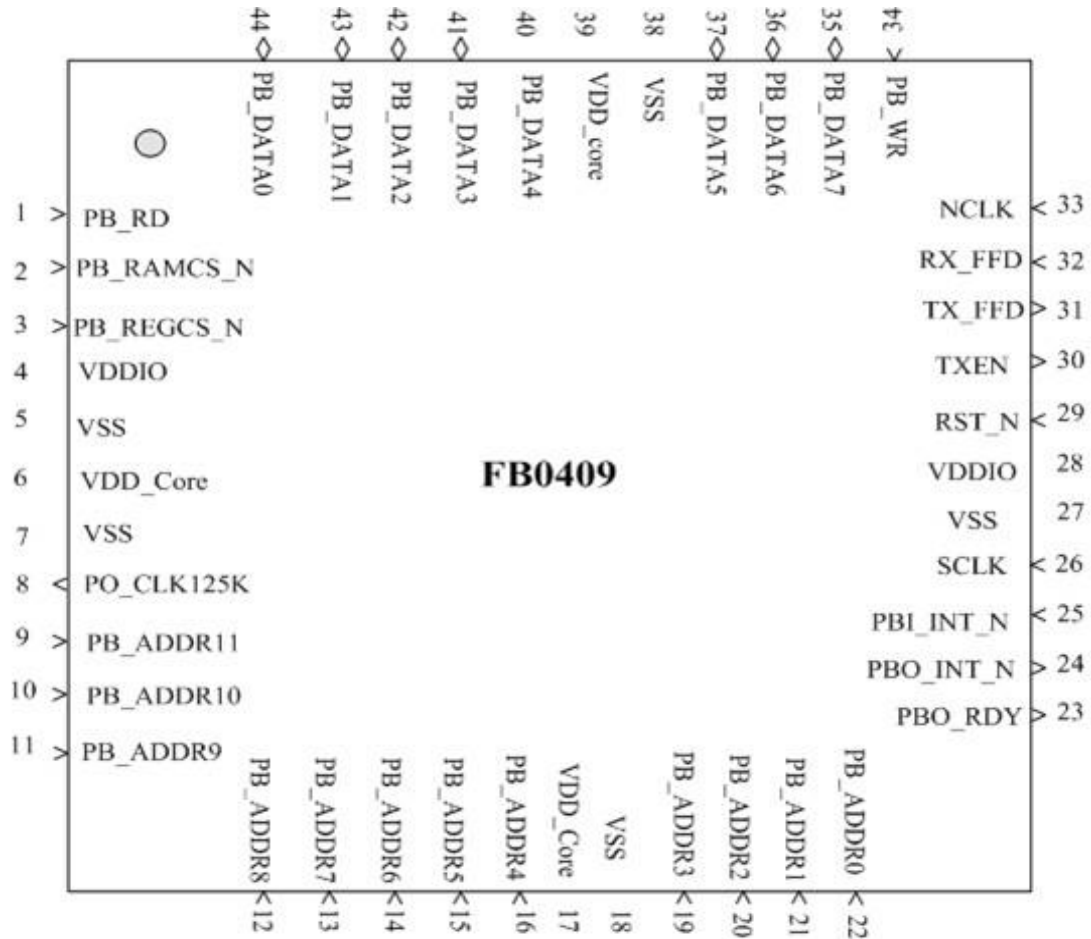 44 43 42 41 40 39 38 37 36 35 34
PB_DATA0 PB_DATA1 PB_DATA2 PB_DATA3 PB_DATA4 VDD_core VSS PB_DATA5 PB_DATA6 PB_DATA7 PB_WR
1 PB_RD
2 PB_RAMCS_N
3 PB_REGCS_N
4 VDDIO
5 VSS
6 VDD_Core
7 VSS
8 PO_CLK125K
9 PB_ADDR11
10 PB_ADDR10
11 PB_ADDR9
FB0409
NCLK 33
RX_FFD 32
TX_FFD 31
TXEN 30
RST_N 29
VDDIO 28
VSS 27
SCLK 26
PBI_INT_N 25
PBO_INT_N 24
PBO_RDY 23
PB_ADDR8 PB_ADDR7 PB_ADDR6 PB_ADDR5 PB_ADDR4 VDD_Core VSS PB_ADDR3 PB_ADDR2 PB_ADDR1 PB_ADDR0
12 13 14 15 16 17 18 19 20 21 22